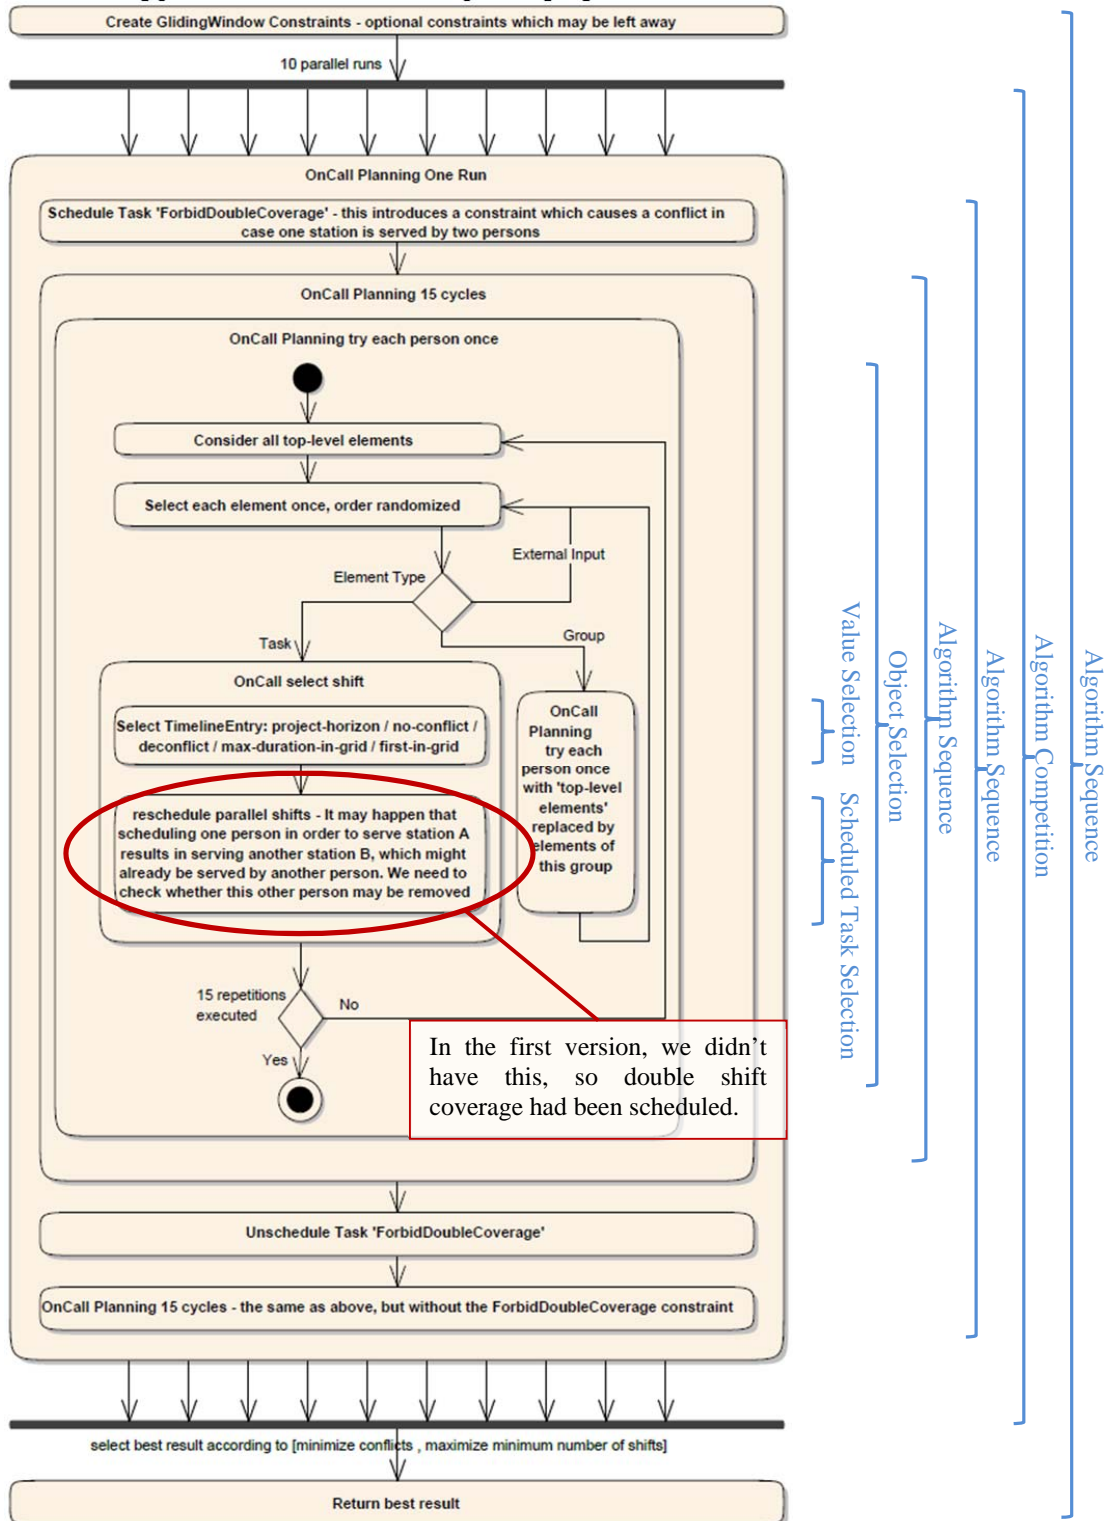 Create GlidingWindow Constraints - optional constraints which may be left away
10 parallel runs
OnCall Planning One Run
Schedule Task 'ForbidDoubleCoverage' - this introduces a constraint which causes a conflict in
case one station is served by two persons
OnCall Planning 15 cycles
OnCall Planning try each person once
Consider all top-level elements
Select each element once, order randomized
External Input
Element Type
Task
Group
OnCall select shift
Select TimelineEntry: project-horizon / no-conflict /
deconflict / max-duration-in-grid / first-in-grid
reschedule parallel shifts - It may happen that
scheduling one person in order to serve station A
results in serving another station B, which might
already be served by another person. We need to
check whether this other person may be removed
OnCall
Planning
try each
person once
with 'top-level
elements'
replaced by
elements of
this group
15 repetitions
executed
No
Yes
In the first version, we didn't
have this, so double shift
coverage had been scheduled.
Unschedule Task 'ForbidDoubleCoverage'
OnCall Planning 15 cycles - the same as above, but without the ForbidDoubleCoverage constraint
select best result according to [minimize conflicts , maximize minimum number of shifts]
Return best result
Value Selection
Scheduled Task Selection
Object Selection
Algorithm Sequence
Algorithm Sequence
Algorithm Competition
Algorithm Sequence